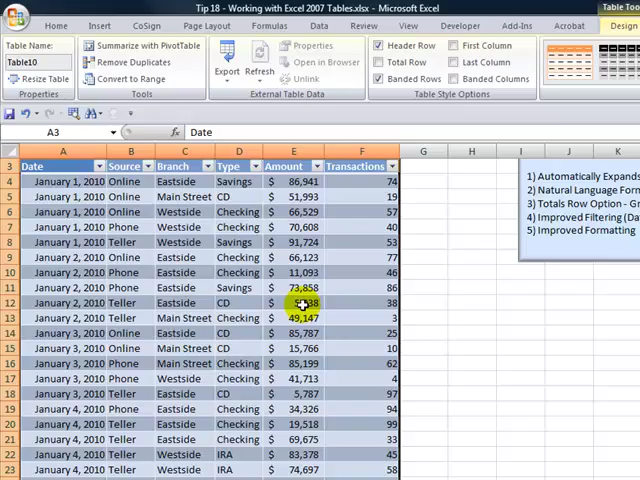 Tip 18 - Working with Excel 2007 Tables.xlsx - Microsoft Excel
Table Too
Home Insert CoSign Page Layout Formulas Data Review View Developer Add-Ins Acrobat Design
Table Name: Summarize with PivotTable Properties Header Row First Column
Table10 Remove Duplicates Export Refresh Open in Browser Total Row Last Column
Resize Table Convert to Range Unlink Banded Rows Banded Columns
Properties Tools External Table Data Table Style Options
A3 fx Date
A B C D E F G H I J K
3 Date Source Branch Type Amount Transactions
4 January 1, 2010 Online Eastside Savings $ 86,941 74
5 January 1, 2010 Online Main Street CD $ 51,993 19
6 January 1, 2010 Online Westside Checking $ 66,529 57
7 January 1, 2010 Phone Westside Checking $ 70,608 40
8 January 1, 2010 Teller Westside Savings $ 91,724 53
9 January 2, 2010 Online Eastside Checking $ 66,123 77
10 January 2, 2010 Phone Eastside Checking $ 11,093 46
11 January 2, 2010 Phone Eastside Savings $ 73,858 86
12 January 2, 2010 Teller Eastside CD $ 38
13 January 2, 2010 Teller Main Street Checking $ 49,147 3
14 January 3, 2010 Online Eastside CD $ 85,787 25
15 January 3, 2010 Online Main Street CD $ 15,766 10
16 January 3, 2010 Phone Main Street Checking $ 85,199 62
17 January 3, 2010 Phone Westside Checking $ 41,713 4
18 January 3, 2010 Teller Eastside CD $ 5,787 97
19 January 4, 2010 Phone Eastside Checking $ 34,326 94
20 January 4, 2010 Teller Eastside Checking $ 19,518 99
21 January 4, 2010 Teller Eastside Checking $ 69,675 33
22 January 4, 2010 Teller Westside IRA $ 83,378 45
23 January 4, 2010 Teller Westside IRA $ 74,697 58
1) Automatically Expands
2) Natural Language Form
3) Totals Row Option - Gr
4) Improved Filtering (Da
5) Improved Formatting